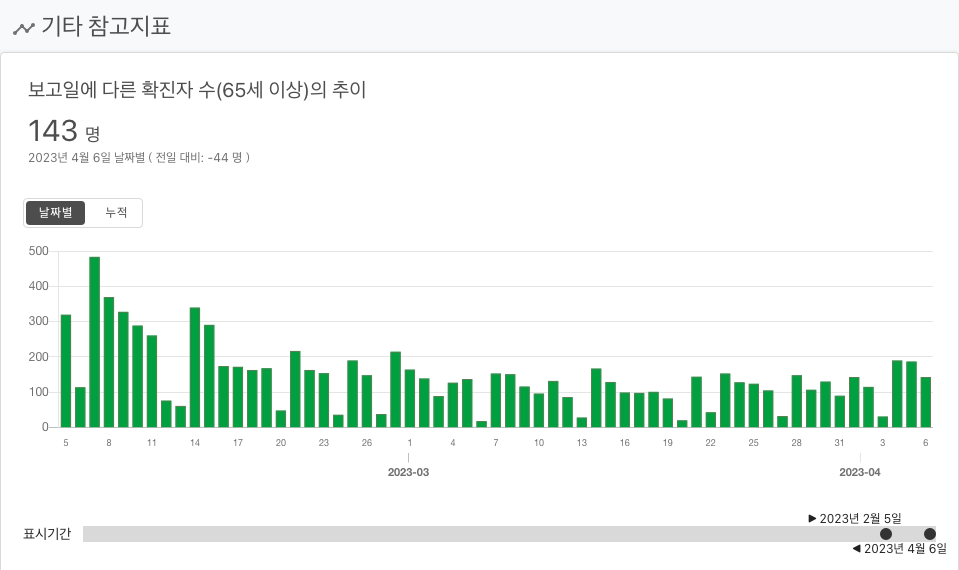 기타 참고지표
보고일에 다른 확진자 수(65세 이상)의 추이
143 명
2023년 4월 6일 날짜별 ( 전일 대비: -44 명 )
날짜별 누적
500
400
300
200
100
0
5 8 11 14 17 20 23 26 1 4 7 10 13 16 19 22 25 28 31 3 6
2023-03 2023-04
▶ 2023년 2월 5일
표시기간
◀ 2023년 4월 6일